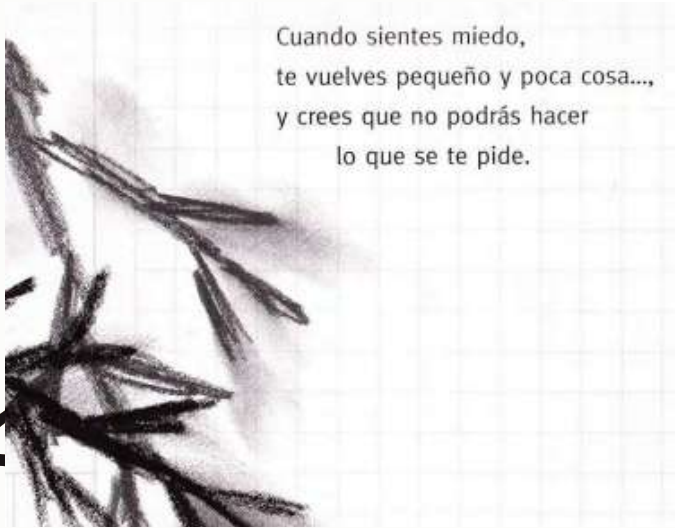 Cuando sientes miedo,
te vuelves pequeño y poca cosa...,
y crees que no podrás hacer
lo que se te pide.